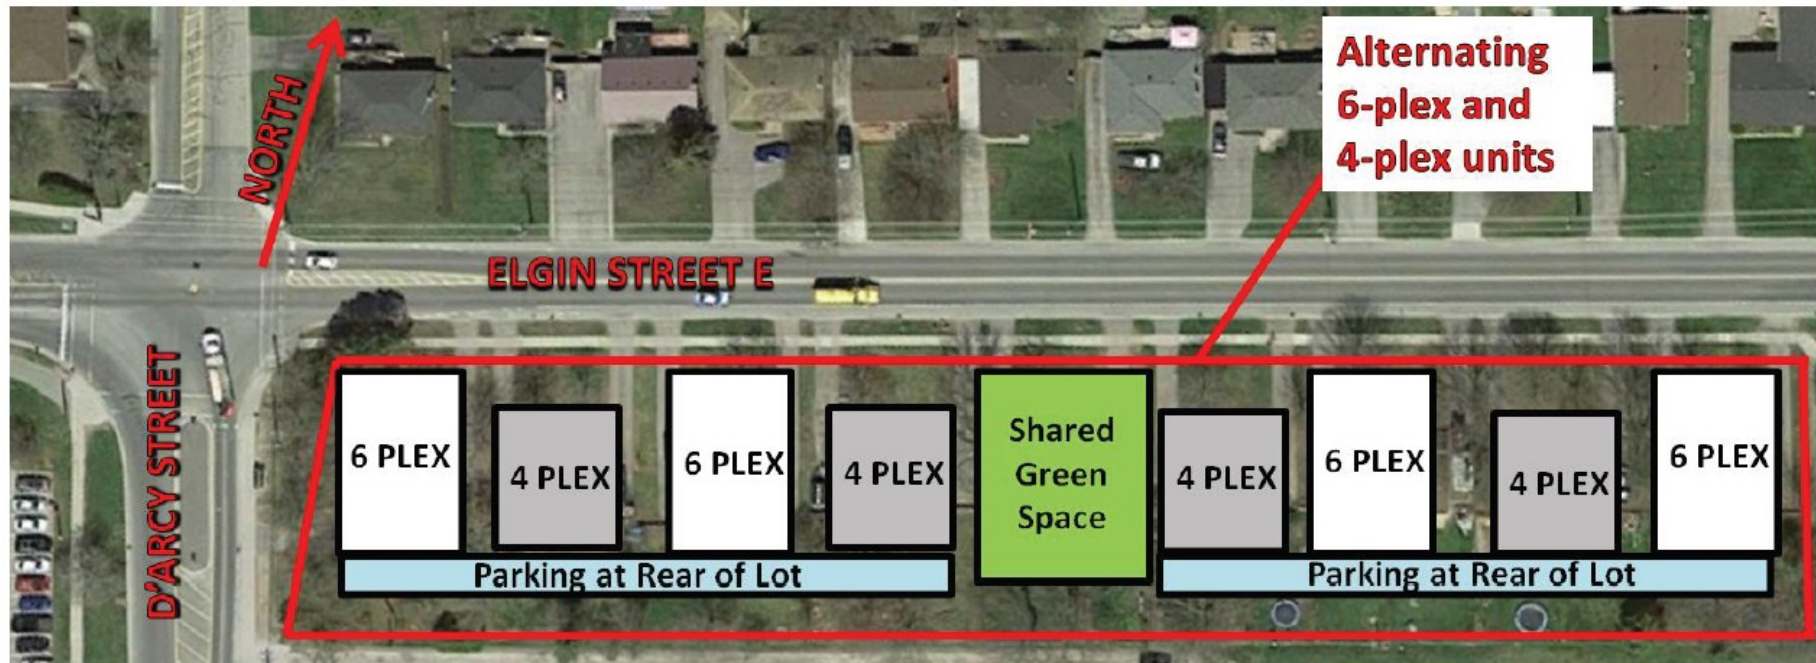 Alternating
6-plex and
4-plex units
NORTH
ELGIN STREET E
D'ARCY STREET
6 PLEX
4 PLEX
6 PLEX
4 PLEX
Shared
Green
Space
4 PLEX
6 PLEX
4 PLEX
6 PLEX
Parking at Rear of Lot
Parking at Rear of Lot